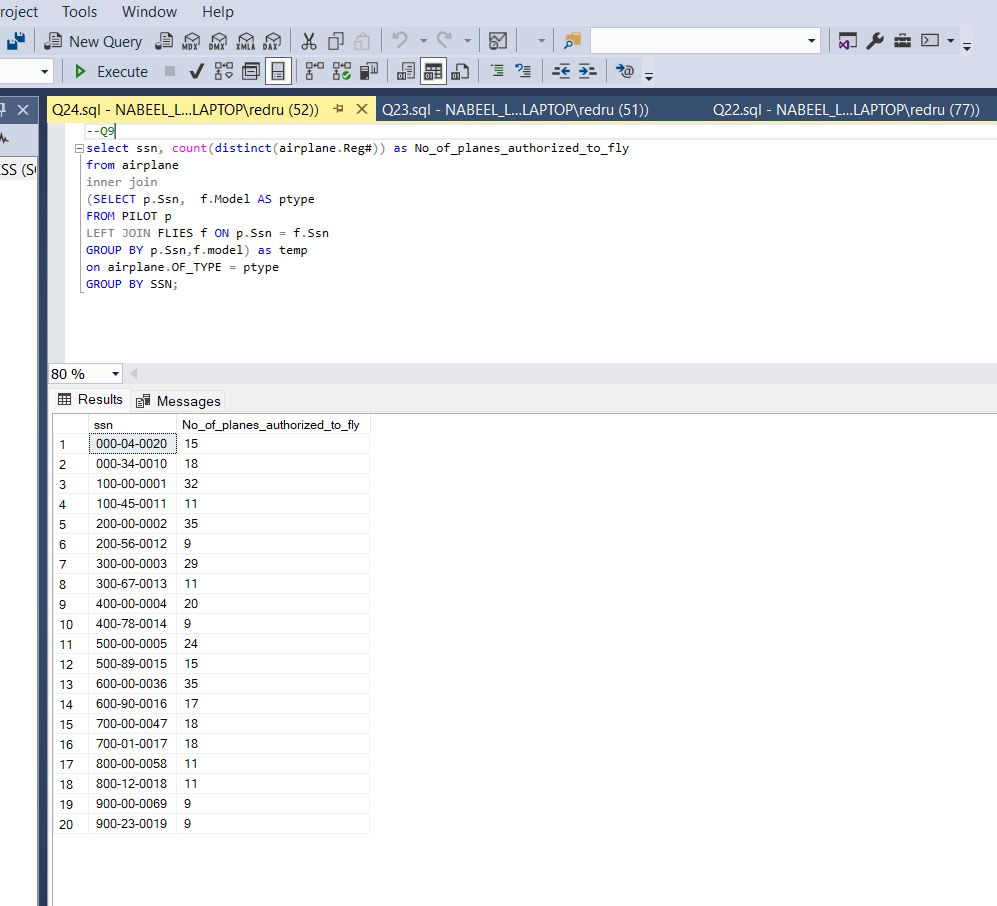 roject Tools Window Help
New Query MDX DMX XMLA DAX
Execute
Q24.sql - NABEEL_L...LAPTOP\redru (52)) Q23.sql - NABEEL_L...LAPTOP\redru (51)) Q22.sql - NABEEL_L...LAPTOP\redru (77))
SS (S
--Q9
select ssn, count(distinct(airplane.Reg#)) as No_of_planes_authorized_to_fly
from airplane
inner join
(SELECT p.Ssn,  f.Model AS ptype
FROM PILOT p
LEFT JOIN FLIES f ON p.Ssn = f.Ssn
GROUP BY p.Ssn,f.model) as temp
on airplane.OF_TYPE = ptype
GROUP BY SSN;
80 %
Results Messages
ssn No_of_planes_authorized_to_fly
1 000-04-0020 15
2 000-34-0010 18
3 100-00-0001 32
4 100-45-0011 11
5 200-00-0002 35
6 200-56-0012 9
7 300-00-0003 29
8 300-67-0013 11
9 400-00-0004 20
10 400-78-0014 9
11 500-00-0005 24
12 500-89-0015 15
13 600-00-0036 35
14 600-90-0016 17
15 700-00-0047 18
16 700-01-0017 18
17 800-00-0058 11
18 800-12-0018 11
19 900-00-0069 9
20 900-23-0019 9